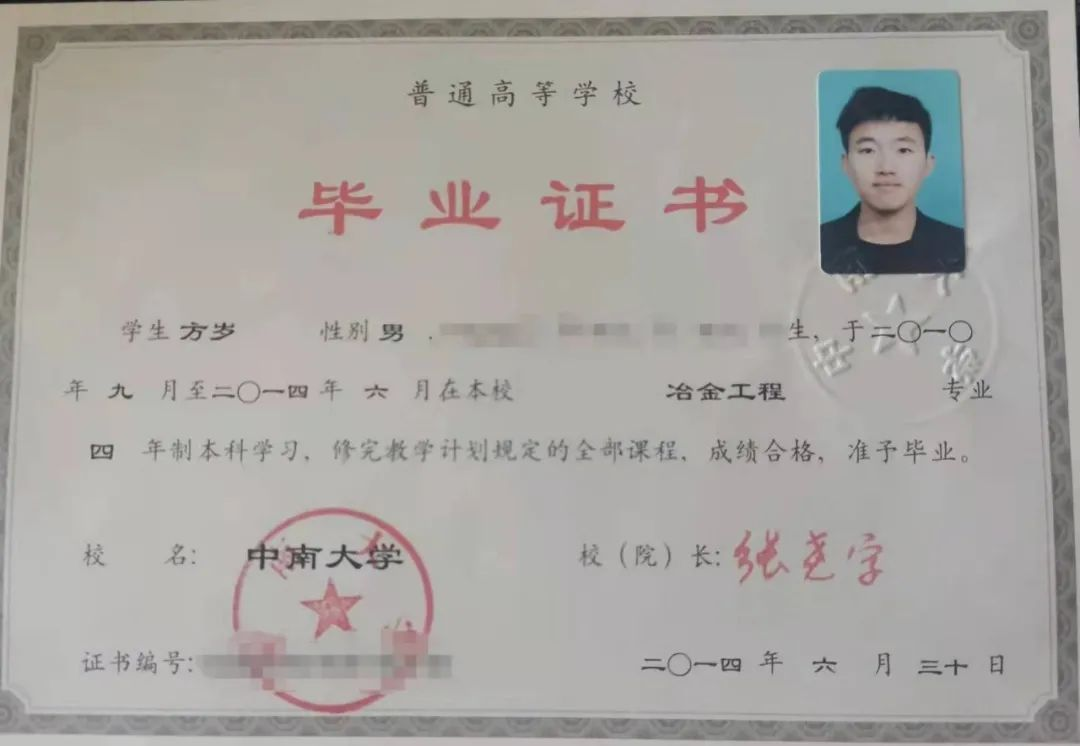 普通高等学校
毕业证书
学生 方岁 性别 男 , 生, 于二〇一〇
年 九 月至二〇一四年 六 月在本校 冶金工程 专业
四 年制本科学习, 修完教学计划规定的全部课程, 成绩合格, 准予毕业。
校 名: 中南大学 校（院）长: 张尧学
证书编号:
二〇一四 年 六 月 三十 日